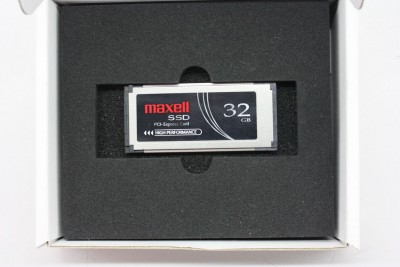 maxell
SSD
PCI-Express Card
HIGH PERFORMANCE
32
GB